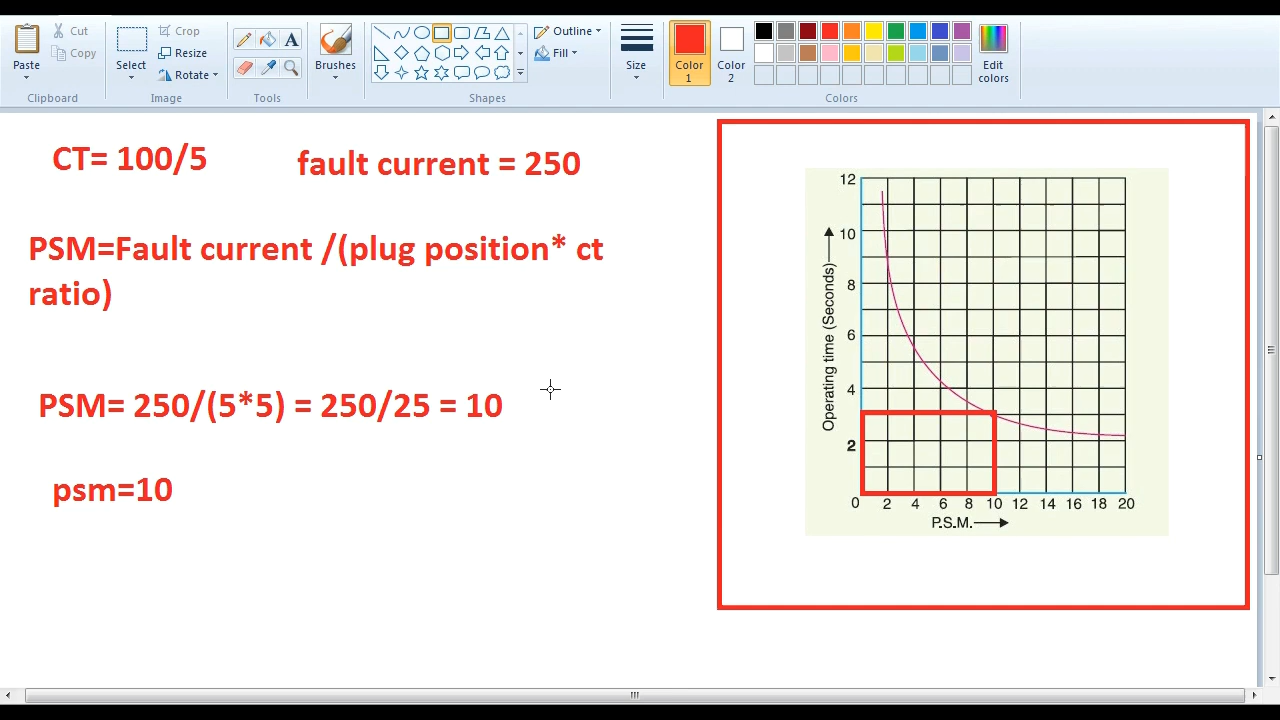 Paste
Cut
Copy
Clipboard
Select
Crop
Resize
Rotate
Image
A
Tools
Brushes
Shapes
Outline
Fill
Size
Color 1
Color 2
Edit colors
Colors
CT= 100/5
fault current = 250
PSM=Fault current /(plug position* ct
ratio)
PSM= 250/(5*5) = 250/25 = 10
psm=10
12
10
8
6
4
2
0
Operating time (Seconds)
2 4 6 8 10 12 14 16 18 20
P.S.M.